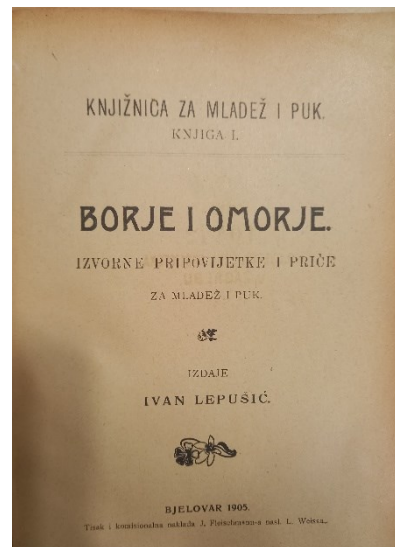 KNJIŽNICA ZA MLADEŽ I PUK.
KNJIGA I.
BORJE I OMORJE.
IZVORNE PRIPOVIJETKE I PRIČE
ZA MLADEŽ I PUK.
IZDAJE
IVAN LEPUŠIĆ.
BJELOVAR 1905.
Tisak i komisionalna naklada J. Fleischmann-a nasl. L. Weissa.